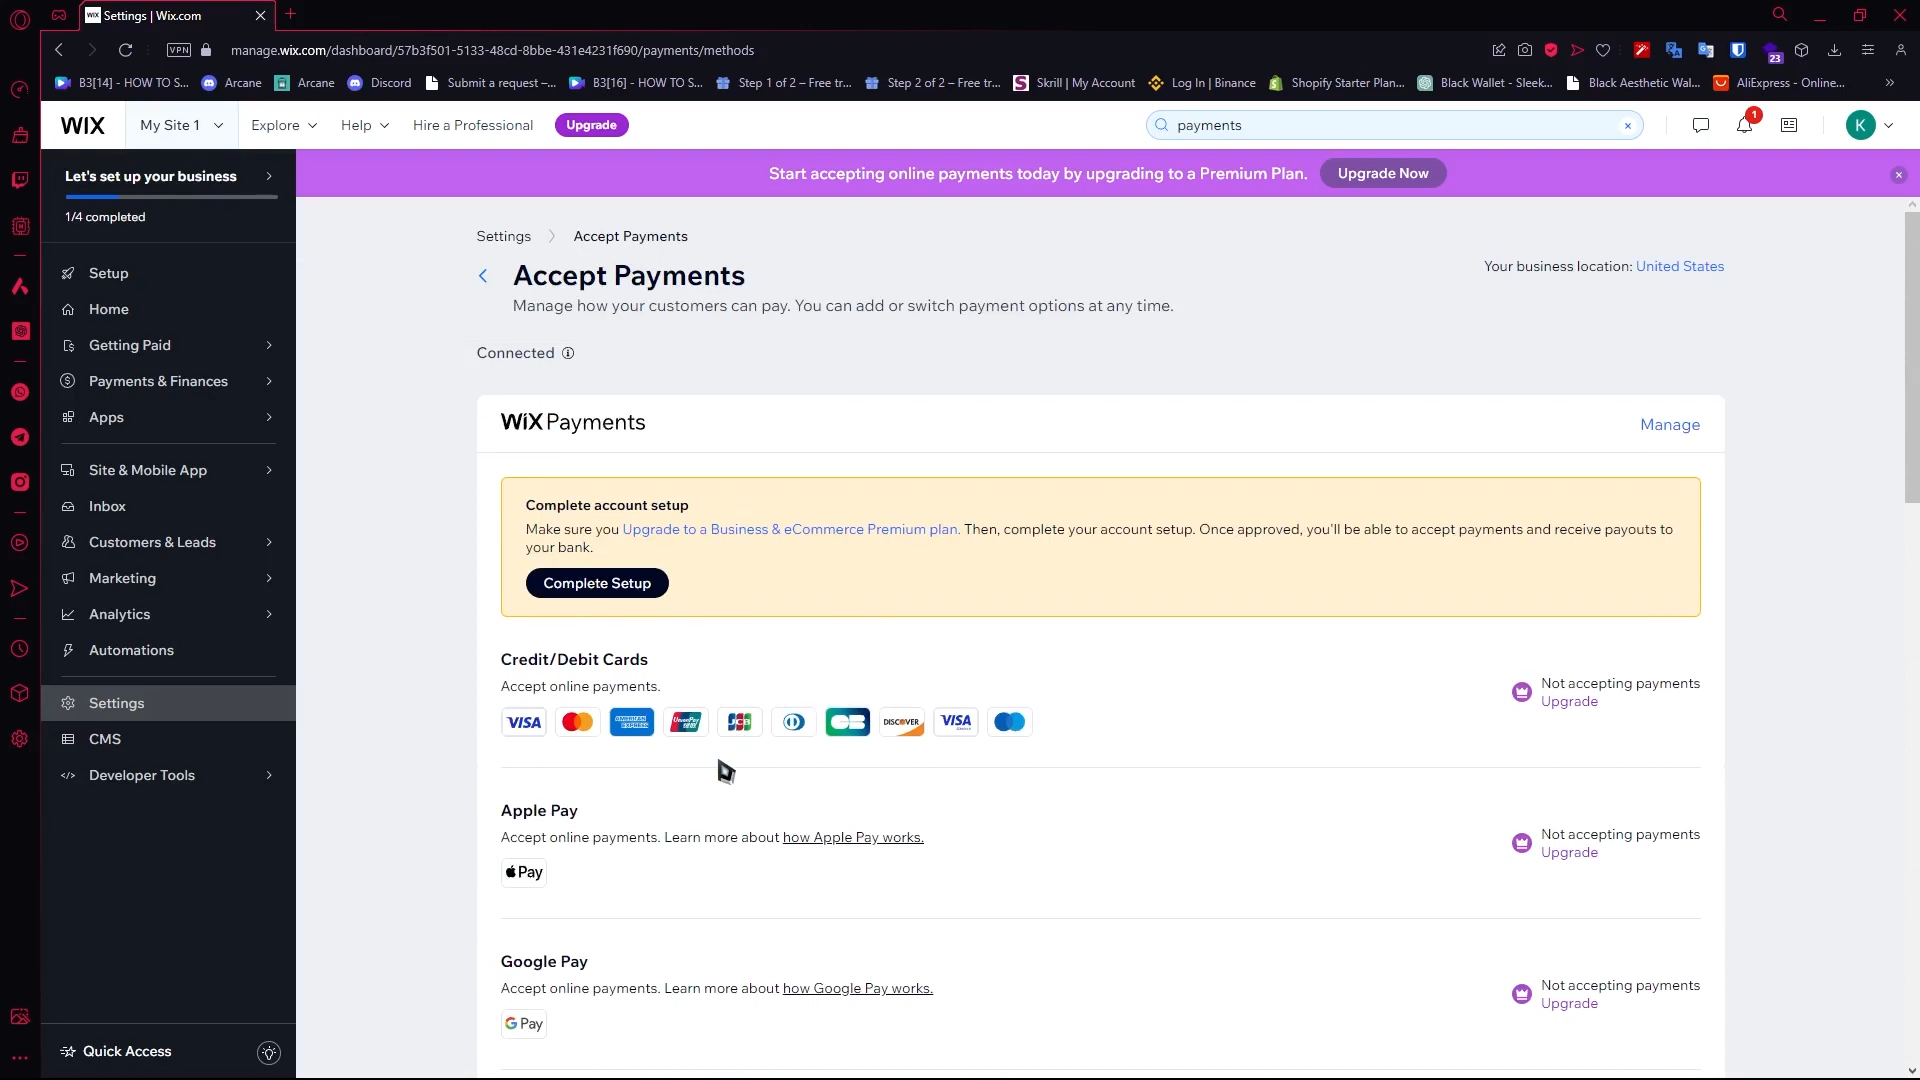 Settings | Wix.com
VPN
manage.wix.com/dashboard/57b3f501-5133-48cd-8bbe-431e4231f690/payments/methods
23
B3[14] - HOW TO S...
Arcane
Arcane
Discord
Submit a request –...
B3[16] - HOW TO S...
Step 1 of 2 – Free tr...
Step 2 of 2 – Free tr...
Skrill | My Account
Log In | Binance
Shopify Starter Plan...
Black Wallet - Sleek...
Black Aesthetic Wal...
AliExpress - Online...
WIX
My Site 1
Explore
Help
Hire a Professional
Upgrade
payments
1
K
Let's set up your business
1/4 completed
Start accepting online payments today by upgrading to a Premium Plan.
Upgrade Now
Setup
Home
Getting Paid
Payments & Finances
Apps
Site & Mobile App
Inbox
Customers & Leads
Marketing
Analytics
Automations
Settings
CMS
Developer Tools
Quick Access
Settings
Accept Payments
Accept Payments
Manage how your customers can pay. You can add or switch payment options at any time.
Your business location: United States
Connected
WIX Payments
Manage
Complete account setup
Make sure you Upgrade to a Business & eCommerce Premium plan. Then, complete your account setup. Once approved, you'll be able to accept payments and receive payouts to
your bank.
Complete Setup
Credit/Debit Cards
Accept online payments.
Not accepting payments
Upgrade
VISA
AMERICAN EXPRESS
UnionPay
JCB
CB
DISCOVER
VISA
Apple Pay
Accept online payments. Learn more about how Apple Pay works.
Not accepting payments
Upgrade
Pay
Google Pay
Accept online payments. Learn more about how Google Pay works.
Not accepting payments
Upgrade
G Pay